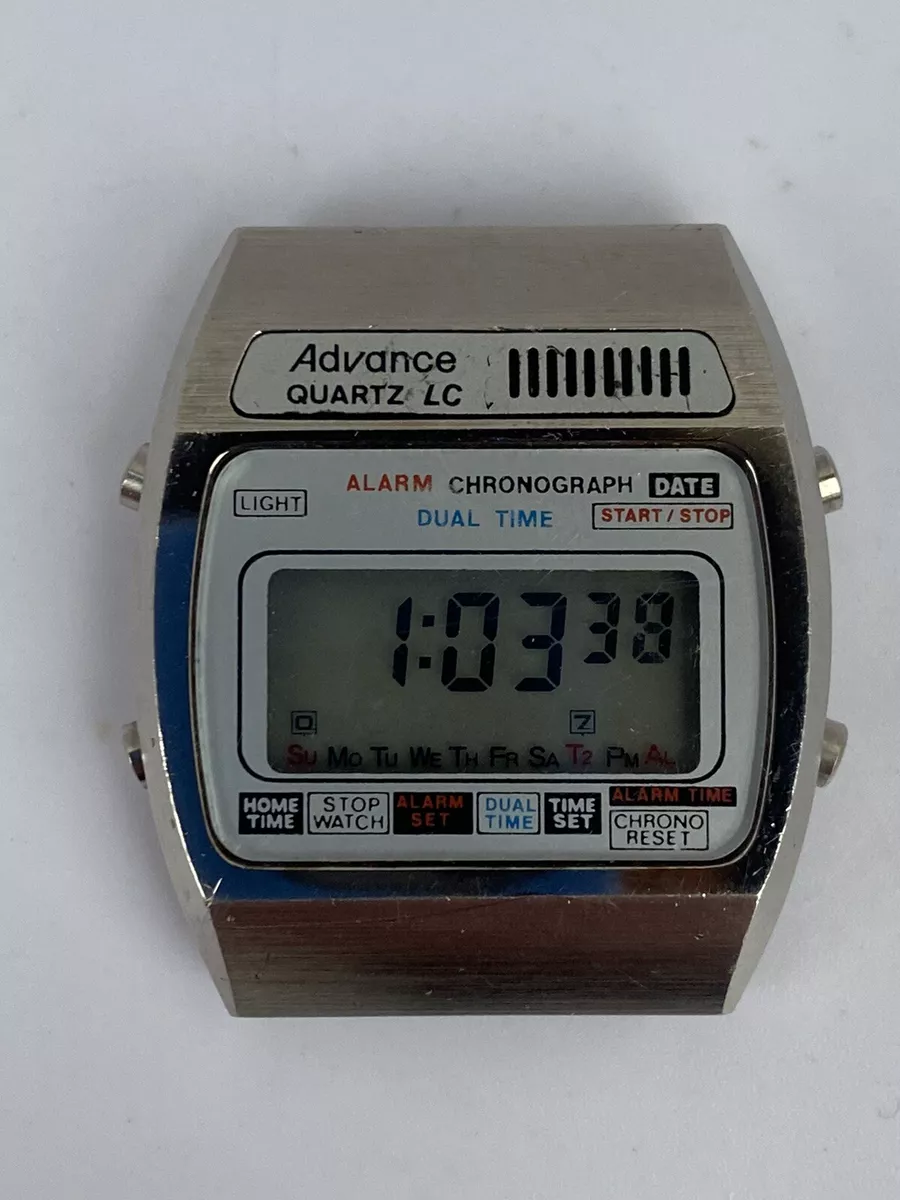 Advance
QUARTZ LC
LIGHT
ALARM CHRONOGRAPH DATE
DUAL TIME
START / STOP
1:03 38
SU MO TU WE TH FR SA T2 PM AL
HOME
TIME
STOP
WATCH
ALARM
SET
DUAL
TIME
TIME
SET
ALARM TIME
CHRONO
RESET